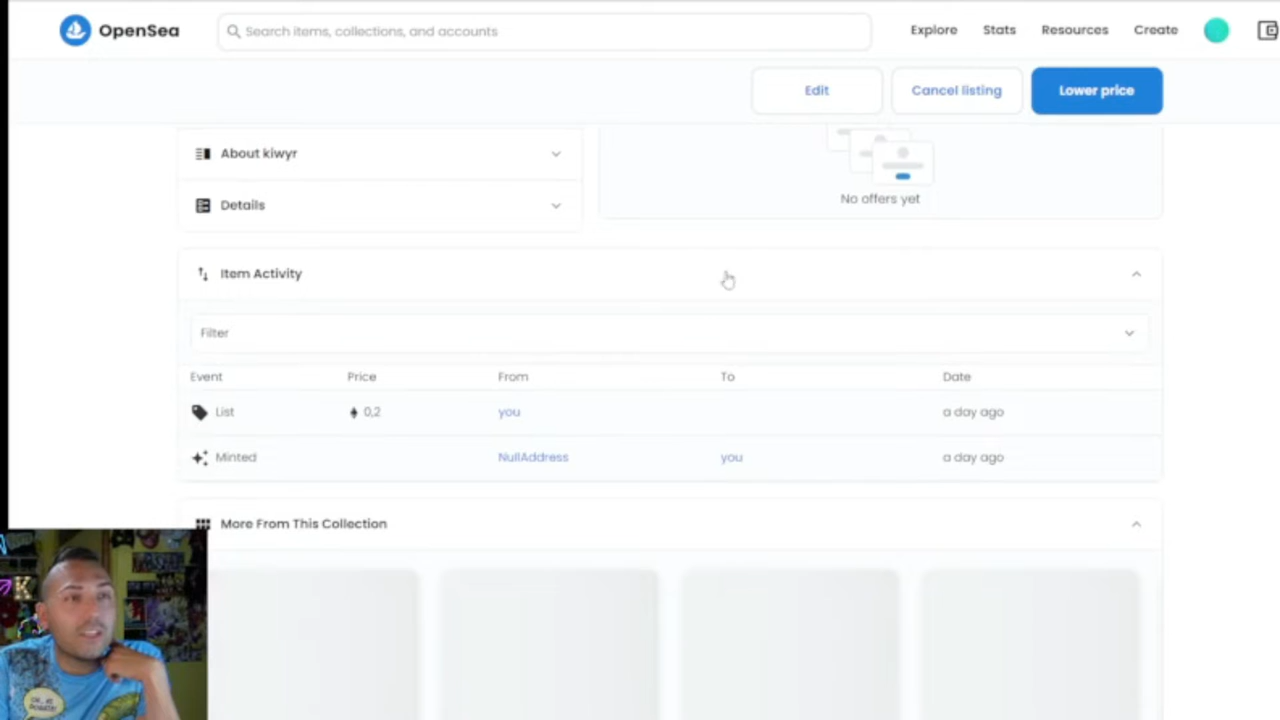 OpenSea
Search items, collections, and accounts
Explore Stats Resources Create
Edit Cancel listing Lower price
About kiwyr
Details
No offers yet
Item Activity
Filter
Event Price From To Date
List 0,2 you a day ago
Minted NullAddress you a day ago
More From This Collection